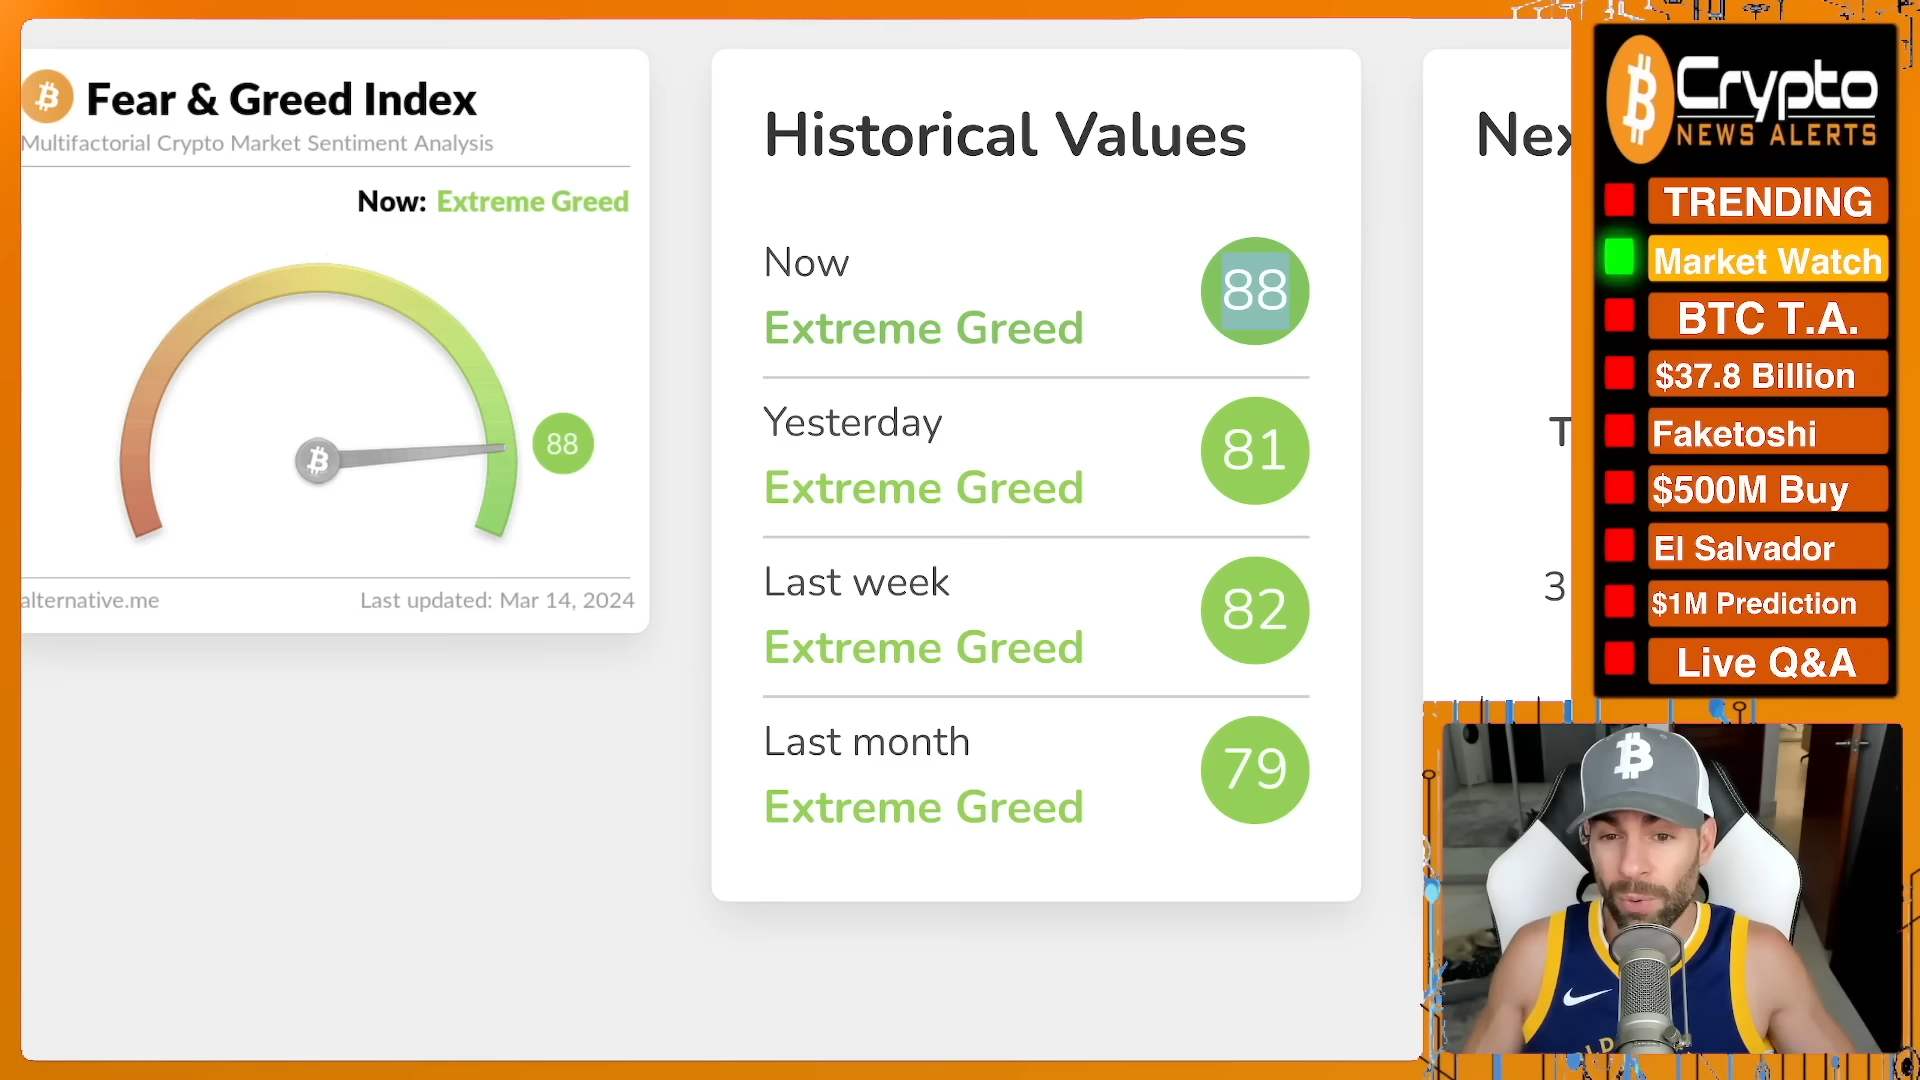 Fear & Greed Index
Multifactorial Crypto Market Sentiment Analysis
Now: Extreme Greed
88
alternative.me
Last updated: Mar 14, 2024
Historical Values
Now
Extreme Greed
88
Yesterday
Extreme Greed
81
Last week
Extreme Greed
82
Last month
Extreme Greed
79
Nex
T
3
Crypto
NEWS ALERTS
TRENDING
Market Watch
BTC T.A.
$37.8 Billion
Faketoshi
$500M Buy
El Salvador
$1M Prediction
Live Q&A